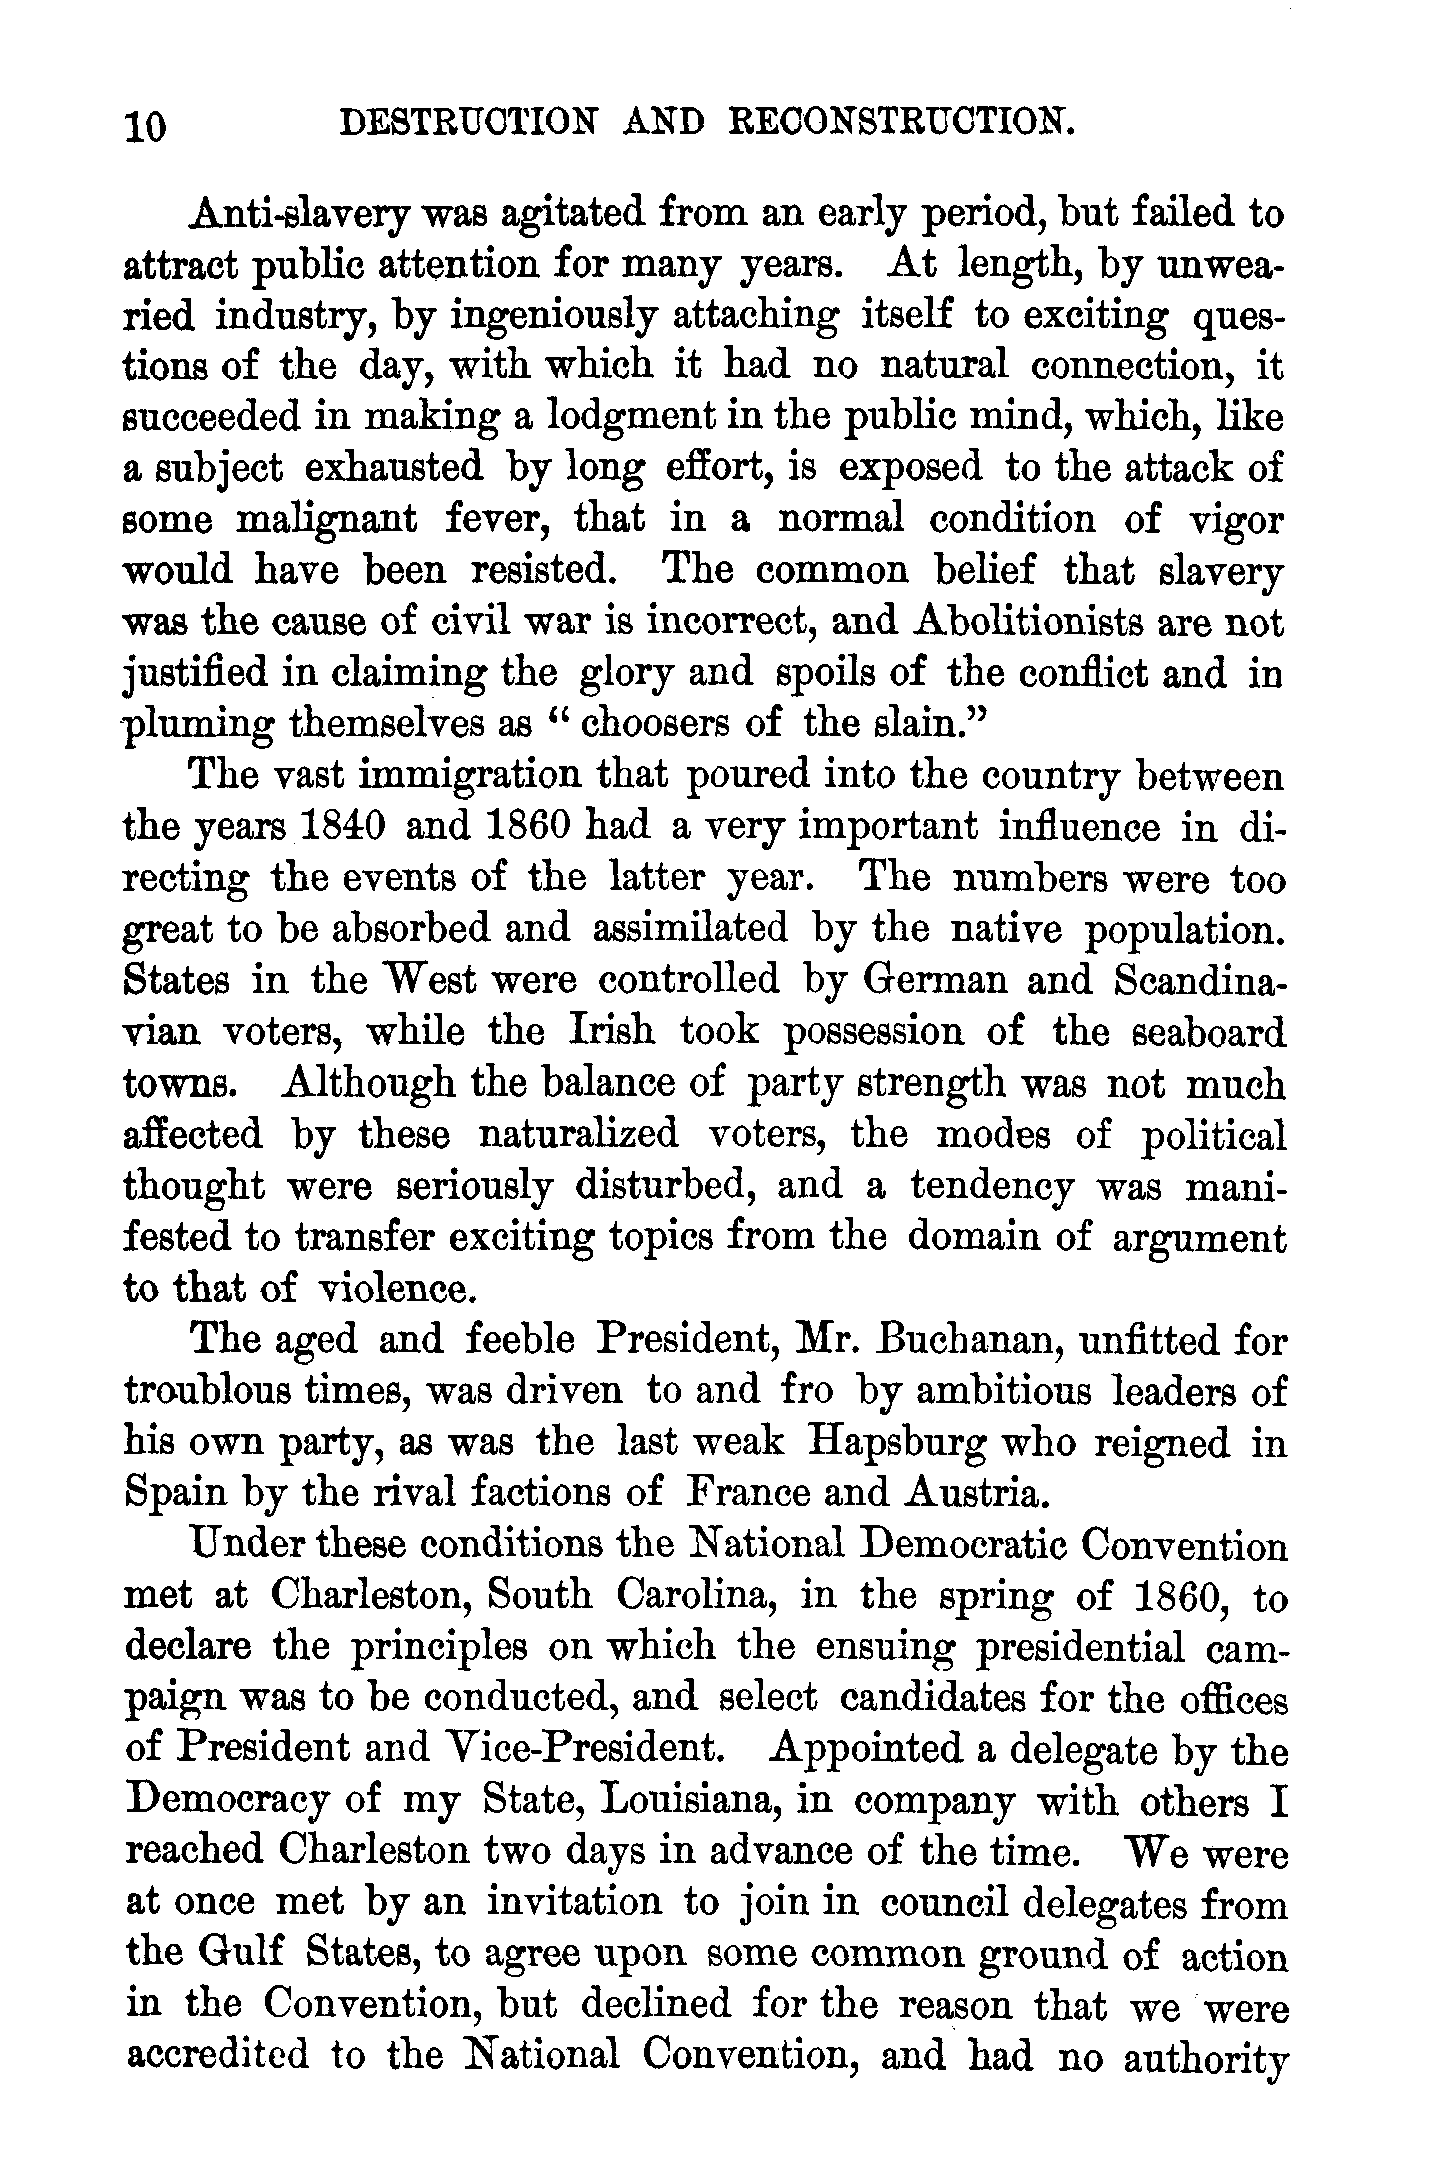 10 DESTRUCTION AND RECONSTRUCTION.
Anti-slavery was agitated from an early period, but failed to
attract public attention for many years. At length, by unwea-
ried industry, by ingeniously attaching itself to exciting ques-
tions of the day, with which it had no natural connection, it
succeeded in making a lodgment in the public mind, which, like
a subject exhausted by long effort, is exposed to the attack of
some malignant fever, that in a normal condition of vigor
would have been resisted. The common belief that slavery
was the cause of civil war is incorrect, and Abolitionists are not
justified in claiming the glory and spoils of the conflict and in
pluming themselves as “ choosers of the slain.”
The vast immigration that poured into the country between
the years 1840 and 1860 had a very important influence in di-
recting the events of the latter year. The numbers were too
great to be absorbed and assimilated by the native population.
States in the West were controlled by German and Scandina-
vian voters, while the Irish took possession of the seaboard
towns. Although the balance of party strength was not much
affected by these naturalized voters, the modes of political
thought were seriously disturbed, and a tendency was mani-
fested to transfer exciting topics from the domain of argument
to that of violence.
The aged and feeble President, Mr. Buchanan, unfitted for
troublous times, was driven to and fro by ambitious leaders of
his own party, as was the last weak Hapsburg who reigned in
Spain by the rival factions of France and Austria.
Under these conditions the National Democratic Convention
met at Charleston, South Carolina, in the spring of 1860, to
declare the principles on which the ensuing presidential cam-
paign was to be conducted, and select candidates for the offices
of President and Vice-President. Appointed a delegate by the
Democracy of my State, Louisiana, in company with others I
reached Charleston two days in advance of the time. We were
at once met by an invitation to join in council delegates from
the Gulf States, to agree upon some common ground of action
in the Convention, but declined for the reason that we were
accredited to the National Convention, and had no authority